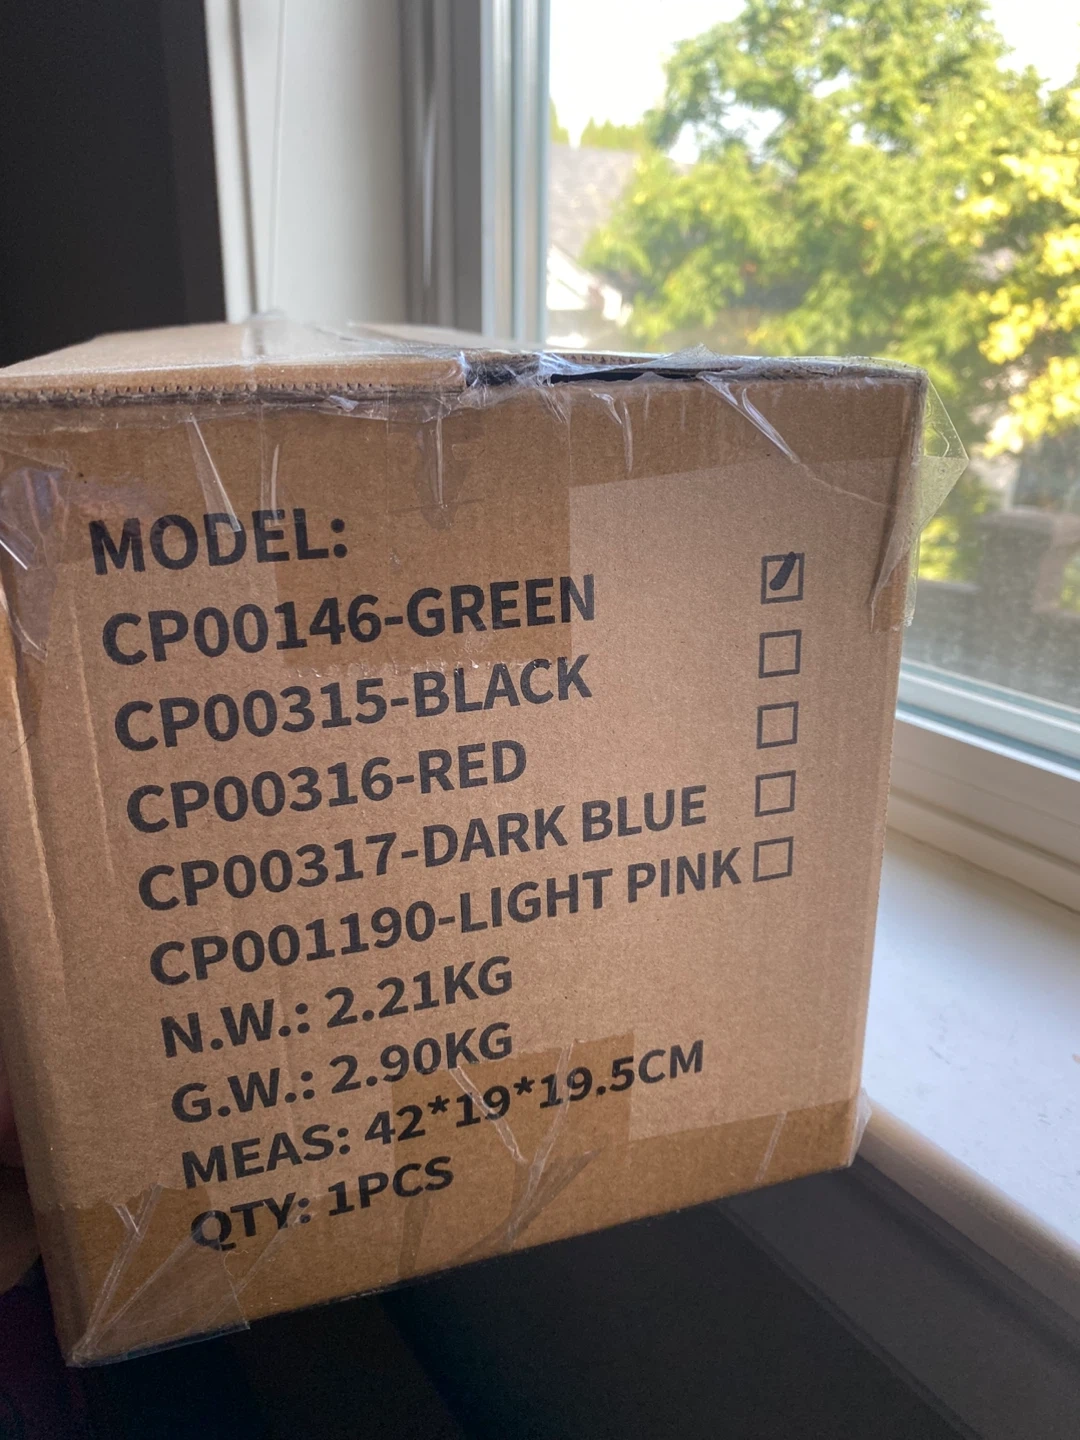 MODEL:
CP00146-GREEN ☑
CP00315-BLACK ☐
CP00316-RED ☐
CP00317-DARK BLUE ☐
CP001190-LIGHT PINK ☐
N.W.: 2.21KG
G.W.: 2.90KG
MEAS: 42*19*19.5CM
QTY: 1PCS